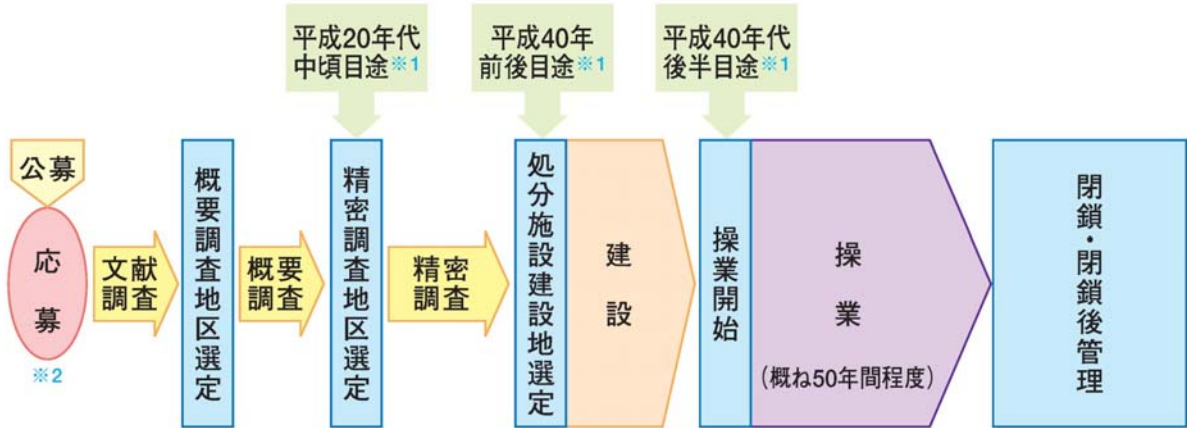 平成20年代
中頃目途※1
平成40年
前後目途※1
平成40年代
後半目途※1
公募
応募
※2
文献
調査
概要調査地区選定
概要
調査
精密調査地区選定
精密
調査
処分施設建設地選定
建設
操業開始
操業
(概ね50年間程度)
閉鎖・閉鎖後管理